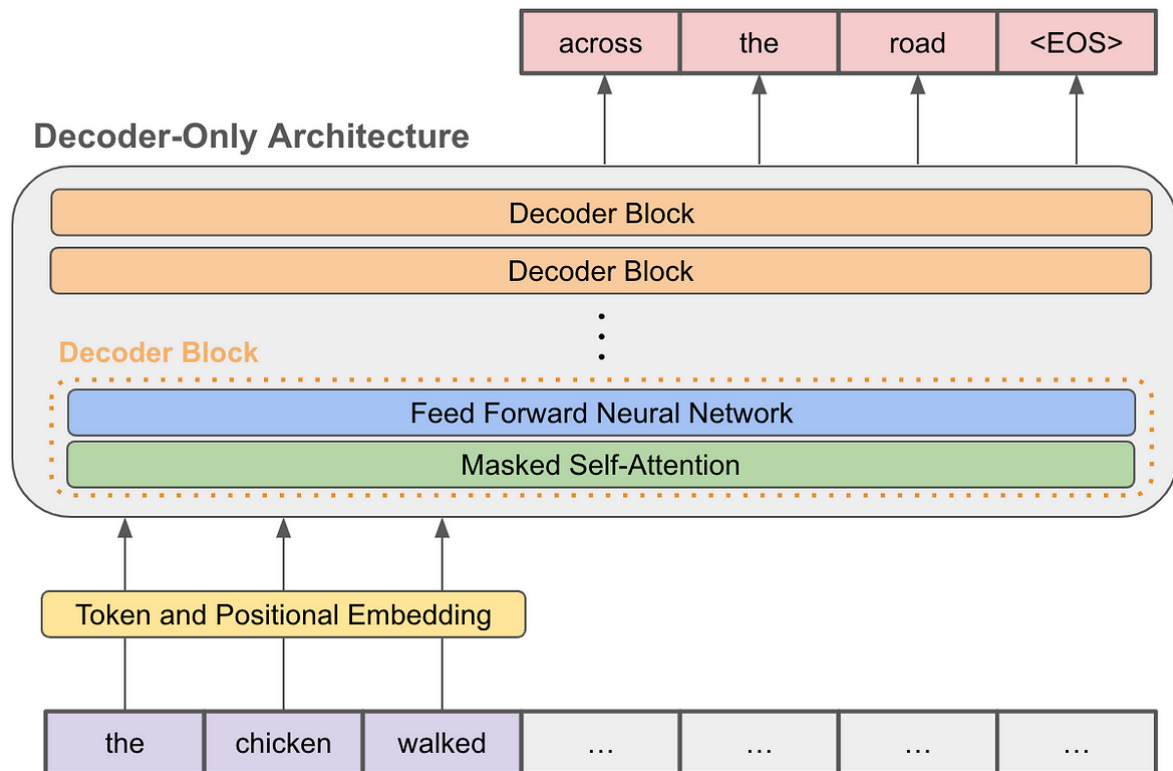 across the road <EOS>
Decoder-Only Architecture
Decoder Block
Decoder Block
Decoder Block
Feed Forward Neural Network
Masked Self-Attention
Token and Positional Embedding
the chicken walked ... ... ... ...